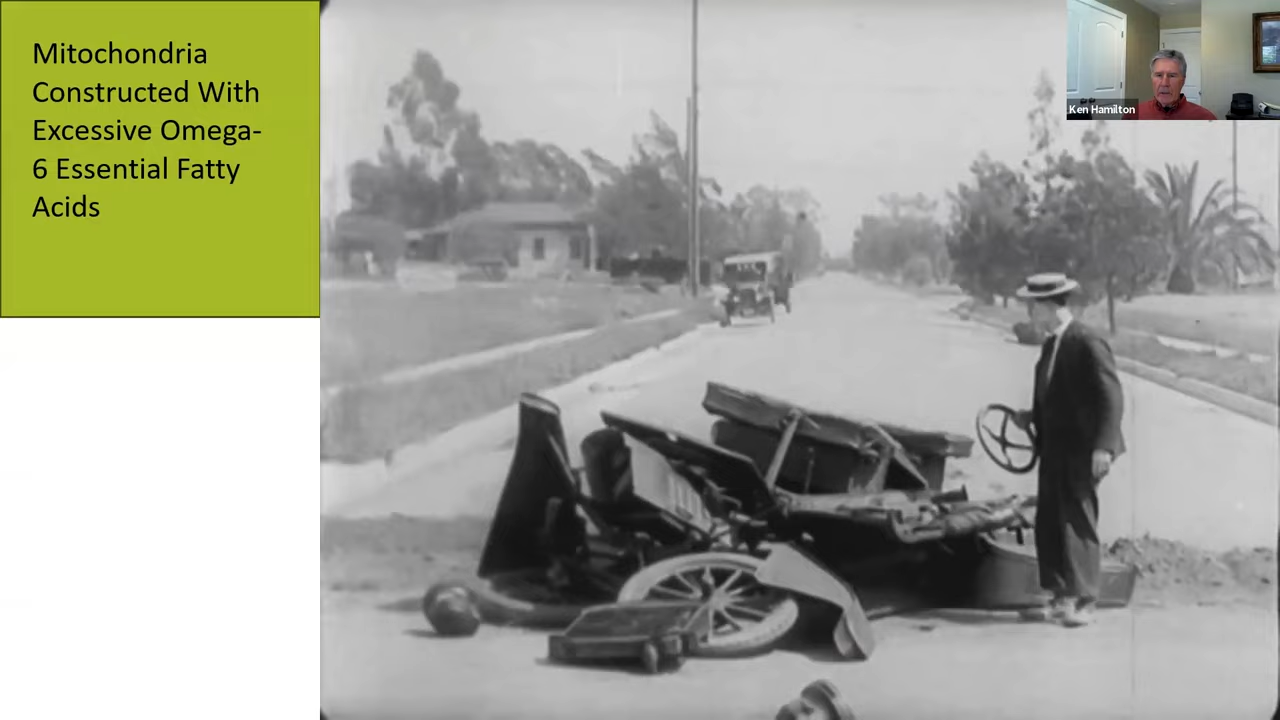 Mitochondria
Constructed With
Excessive Omega-
6 Essential Fatty
Acids
Ken Hamilton